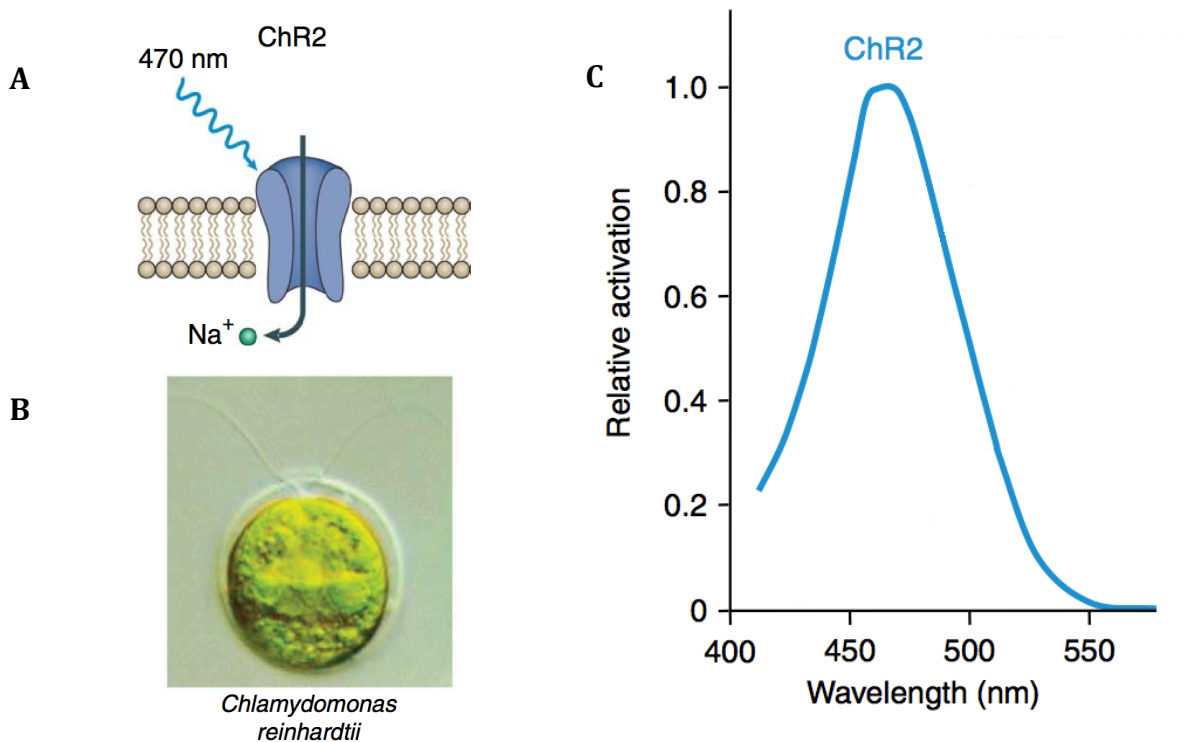 A
ChR2
470 nm
Na+
B
Chlamydomonas
reinhardtii
C
ChR2
Relative activation
1.0
0.8
0.6
0.4
0.2
0
400 450 500 550
Wavelength (nm)